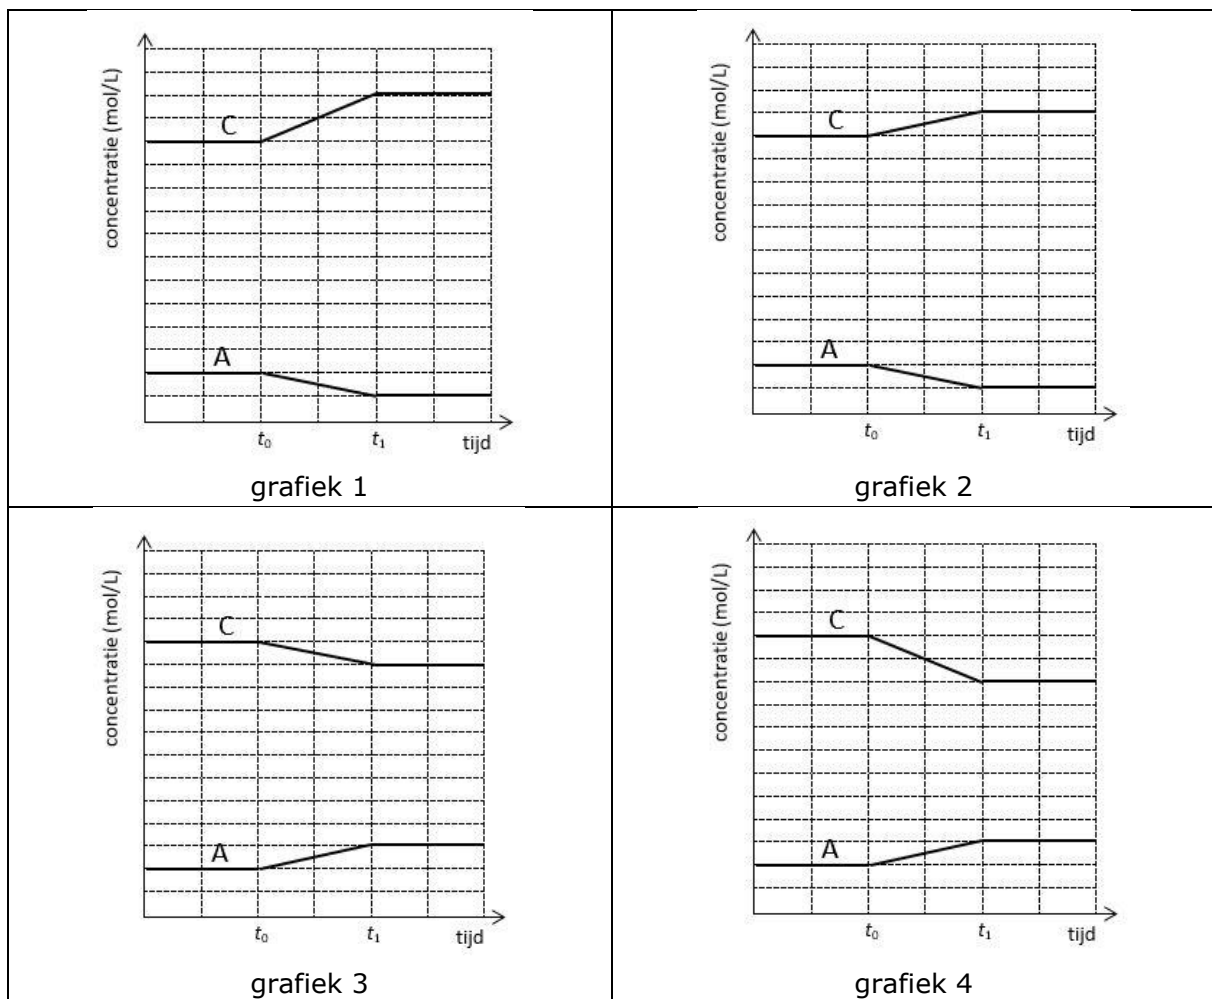 concentratie (mol/L)
C
A
t₀
t₁
tijd
grafiek 1
concentratie (mol/L)
C
A
t₀
t₁
tijd
grafiek 2
concentratie (mol/L)
C
A
t₀
t₁
tijd
grafiek 3
concentratie (mol/L)
C
A
t₀
t₁
tijd
grafiek 4